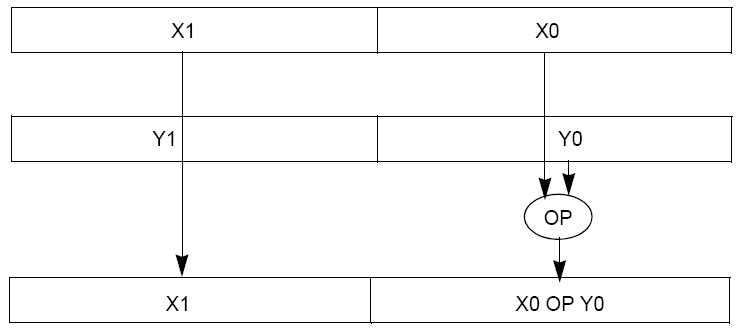 X1 X0
Y1 Y0
OP
X1 X0 OP Y0